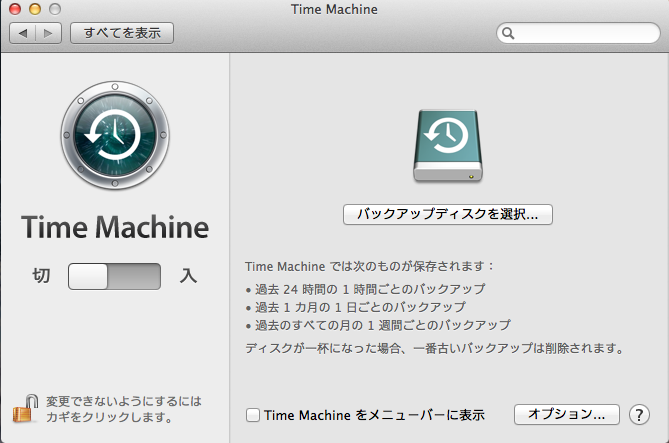 Time Machine
すべてを表示
Time Machine
切 入
バックアップディスクを選択...
Time Machine では次のものが保存されます：
• 過去 24 時間の 1 時間ごとのバックアップ
• 過去 1 カ月の 1 日ごとのバックアップ
• 過去のすべての月の 1 週間ごとのバックアップ
ディスクが一杯になった場合、一番古いバックアップは削除されます。
変更できないようにするには
カギをクリックします。
Time Machine をメニューバーに表示
オプション...
?